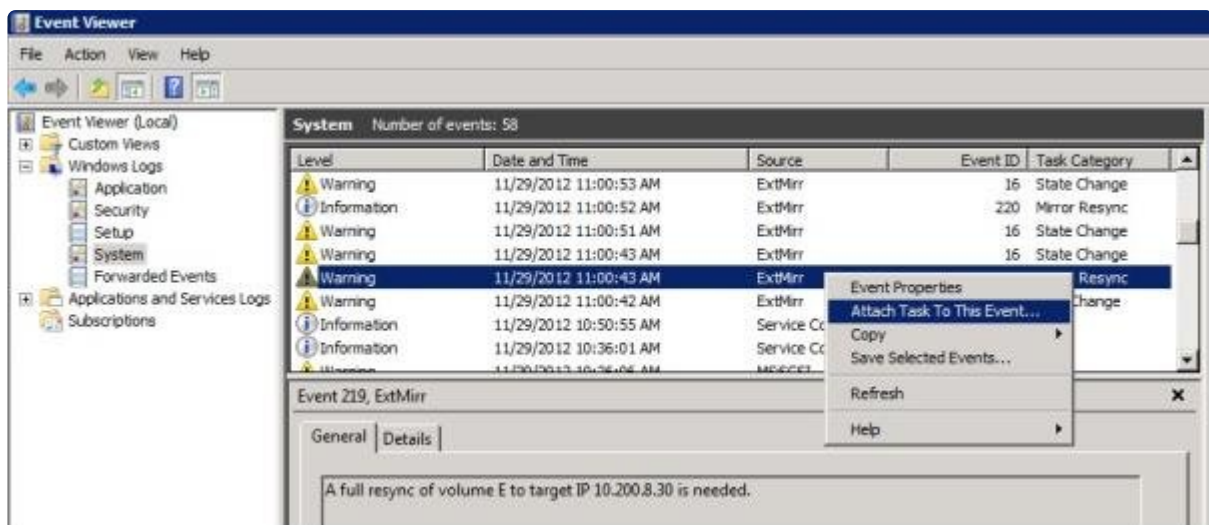 Event Viewer
File Action View Help
Event Viewer (Local)
Custom Views
Windows Logs
Application
Security
Setup
System
Forwarded Events
Applications and Services Logs
Subscriptions
System Number of events: 58
Level Date and Time Source Event ID Task Category
Warning 11/29/2012 11:00:53 AM ExtMirr 16 State Change
Information 11/29/2012 11:00:52 AM ExtMirr 220 Mirror Resync
Warning 11/29/2012 11:00:51 AM ExtMirr 16 State Change
Warning 11/29/2012 11:00:43 AM ExtMirr 16 State Change
Warning 11/29/2012 11:00:43 AM ExtMirr Resync
Warning 11/29/2012 11:00:42 AM ExtMirr Change
Information 11/29/2012 10:50:55 AM Service Co
Information 11/29/2012 10:36:01 AM Service Co
Event Properties
Attach Task To This Event...
Copy
Save Selected Events...
Refresh
Help
Event 219, ExtMirr
General Details
A full resync of volume E to target IP 10.200.8.30 is needed.